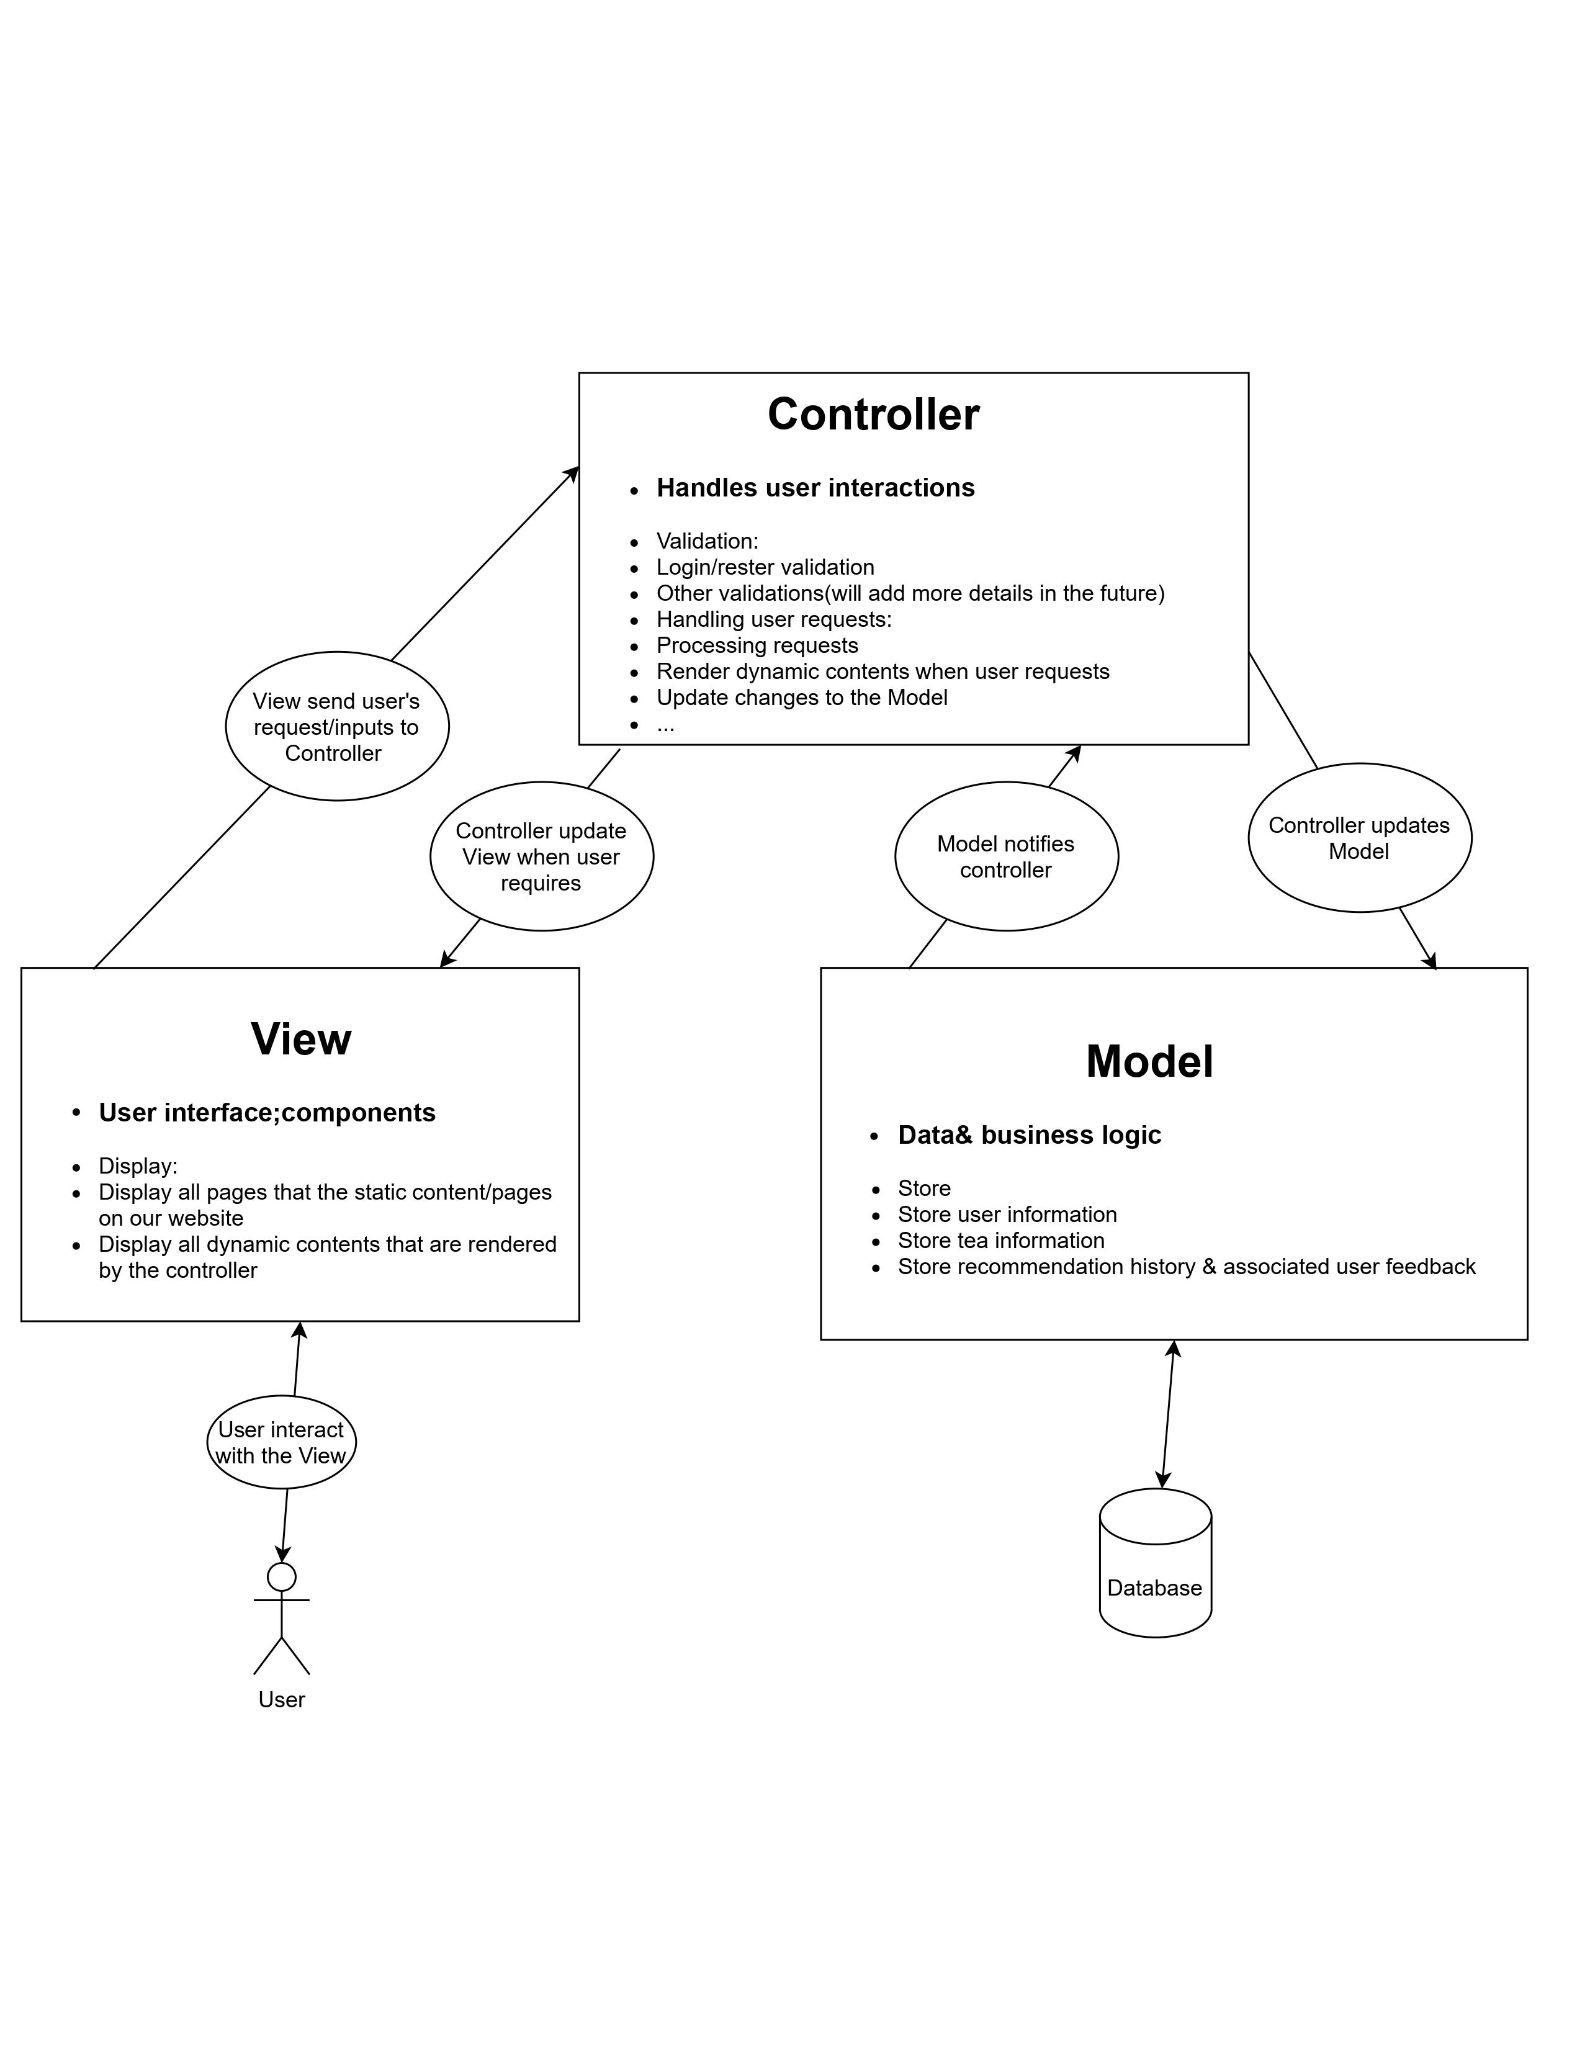 Controller
Handles user interactions
Validation:
Login/rester validation
Other validations(will add more details in the future)
Handling user requests:
Processing requests
Render dynamic contents when user requests
Update changes to the Model
...
View send user's
request/inputs to
Controller
Controller update
View when user
requires
Model notifies
controller
Controller updates
Model
View
User interface;components
Display:
Display all pages that the static content/pages
on our website
Display all dynamic contents that are rendered
by the controller
Model
Data& business logic
Store
Store user information
Store tea information
Store recommendation history & associated user feedback
User interact
with the View
User
Database